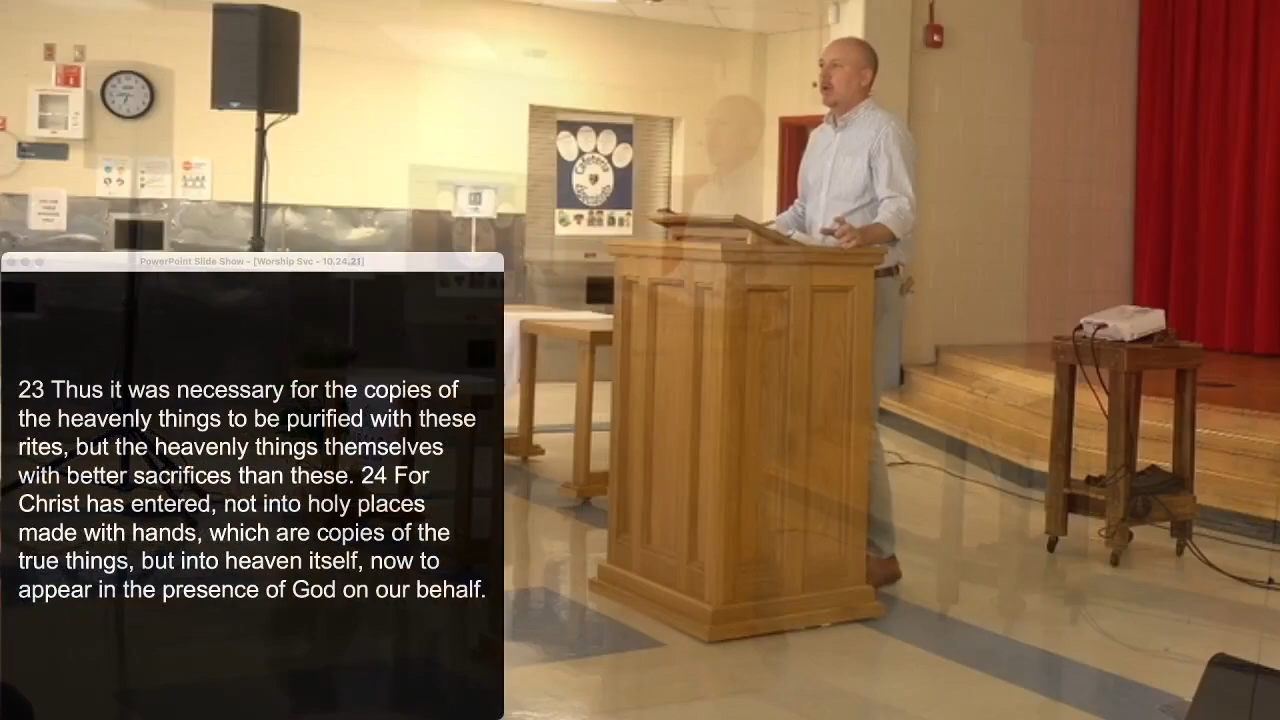 Cafeteria
PowerPoint Slide Show - [Worship Svc - 10.24.21]
23 Thus it was necessary for the copies of
the heavenly things to be purified with these
rites, but the heavenly things themselves
with better sacrifices than these. 24 For
Christ has entered, not into holy places
made with hands, which are copies of the
true things, but into heaven itself, now to
appear in the presence of God on our behalf.